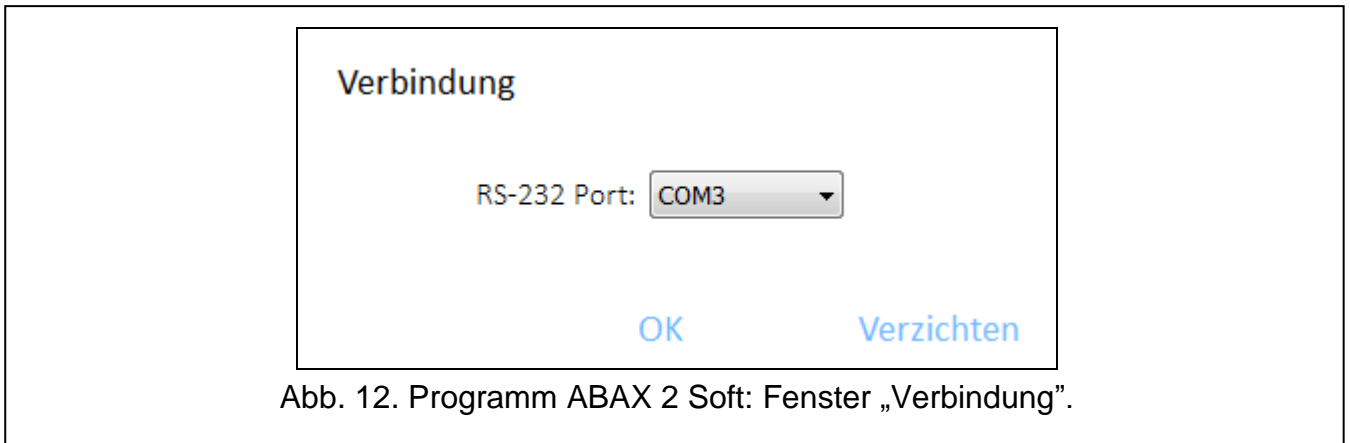 Verbindung
RS-232 Port: COM3
OK Verzichten
Abb. 12. Programm ABAX 2 Soft: Fenster „Verbindung”.